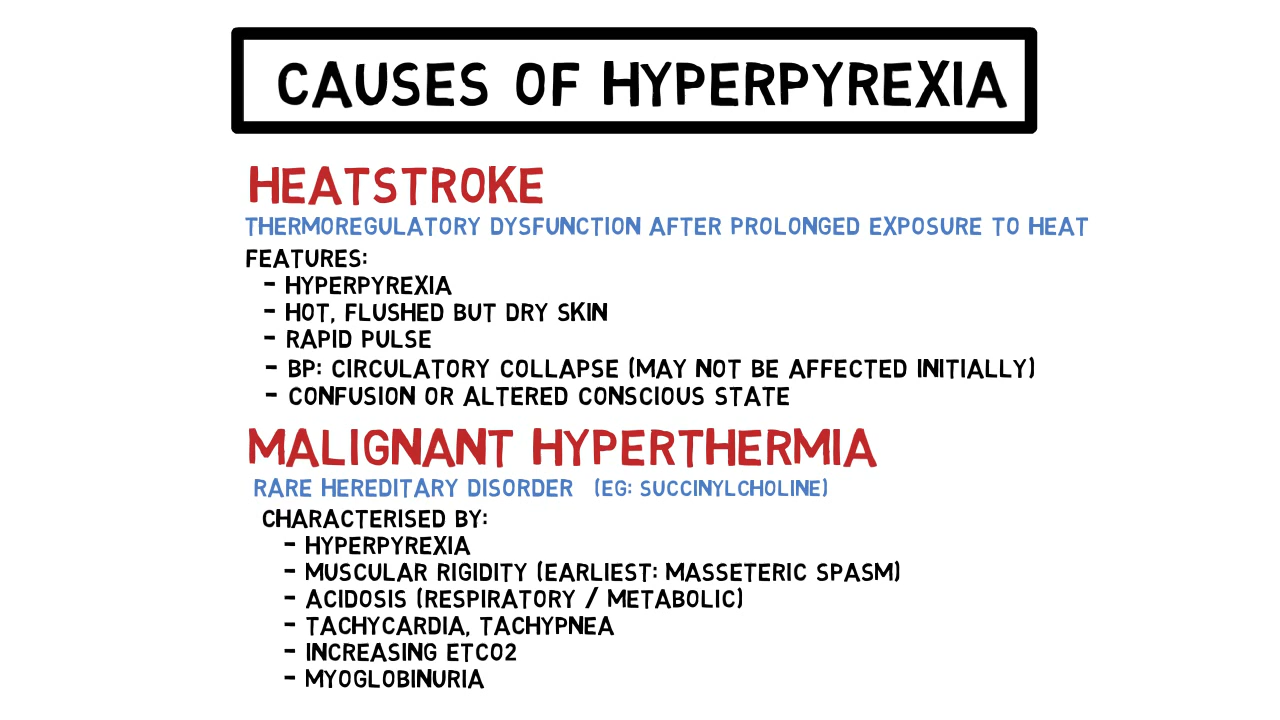 CAUSES OF HYPERPYREXIA
HEATSTROKE
THERMOREGULATORY DYSFUNCTION AFTER PROLONGED EXPOSURE TO HEAT
FEATURES:
- HYPERPYREXIA
- HOT, FLUSHED BUT DRY SKIN
- RAPID PULSE
- BP: CIRCULATORY COLLAPSE (MAY NOT BE AFFECTED INITIALLY)
- CONFUSION OR ALTERED CONSCIOUS STATE
MALIGNANT HYPERTHERMIA
RARE HEREDITARY DISORDER (EG: SUCCINYLCHOLINE)
CHARACTERISED BY:
- HYPERPYREXIA
- MUSCULAR RIGIDITY (EARLIEST: MASSETERIC SPASM)
- ACIDOSIS (RESPIRATORY / METABOLIC)
- TACHYCARDIA, TACHYPNEA
- INCREASING ETCO2
- MYOGLOBINURIA